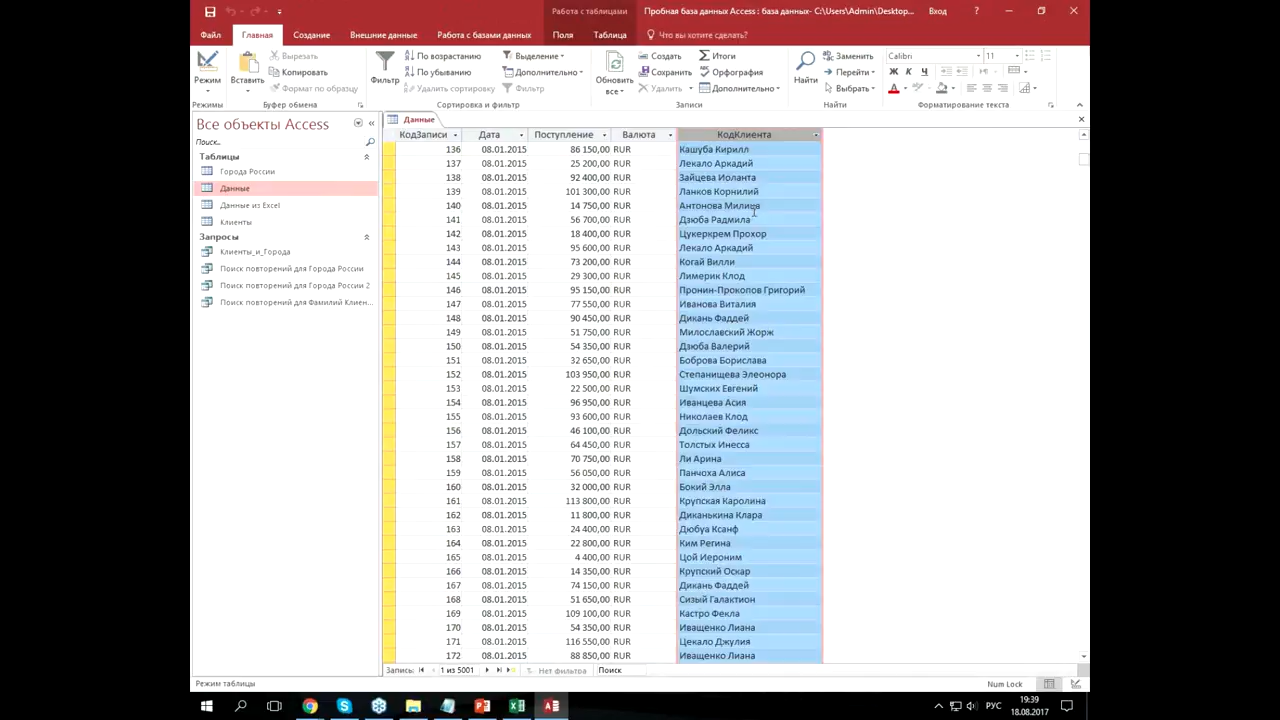 Работа с таблицами
Пробная база данных Access : база данных- C:\Users\Admin\Desktop...
Вход
?
Файл
Главная
Создание
Внешние данные
Работа с базами данных
Поля
Таблица
Что вы хотите сделать?
Режим
Режимы
Вставить
Вырезать
Копировать
Формат по образцу
Буфер обмена
Фильтр
По возрастанию
По убыванию
Удалить сортировку
Выделение
Дополнительно
Фильтр
Сортировка и фильтр
Обновить
все
Создать
Сохранить
Удалить
Итоги
Орфография
Дополнительно
Записи
Найти
Заменить
Перейти
Выбрать
Найти
Calibri
11
Ж К Ч
Форматирование текста
Все объекты Access
Поиск...
Таблицы
Города России
Данные
Данные из Excel
Клиенты
Запросы
Клиенты_и_Города
Поиск повторений для Города России
Поиск повторений для Города России 2
Поиск повторений для Фамилий Клиен...
Данные
КодЗаписи Дата Поступление Валюта КодКлиента
136 08.01.2015 86 150,00 RUR Кашуба Кирилл
137 08.01.2015 25 200,00 RUR Лекало Аркадий
138 08.01.2015 92 400,00 RUR Зайцева Иоланта
139 08.01.2015 101 300,00 RUR Ланков Корнилий
140 08.01.2015 14 750,00 RUR Антонова Милица
141 08.01.2015 56 700,00 RUR Дзюба Радмила
142 08.01.2015 18 400,00 RUR Цукеркрем Прохор
143 08.01.2015 95 600,00 RUR Лекало Аркадий
144 08.01.2015 73 200,00 RUR Когай Вилли
145 08.01.2015 29 300,00 RUR Лимерик Клод
146 08.01.2015 95 150,00 RUR Пронин-Прокопов Григорий
147 08.01.2015 77 550,00 RUR Иванова Виталия
148 08.01.2015 90 450,00 RUR Дикань Фаддей
149 08.01.2015 51 750,00 RUR Милославский Жорж
150 08.01.2015 54 350,00 RUR Дзюба Валерий
151 08.01.2015 32 650,00 RUR Боброва Борислава
152 08.01.2015 103 950,00 RUR Степанищева Элеонора
153 08.01.2015 22 500,00 RUR Шумских Евгений
154 08.01.2015 96 950,00 RUR Иванцева Асия
155 08.01.2015 93 600,00 RUR Николаев Клод
156 08.01.2015 46 100,00 RUR Дольский Феликс
157 08.01.2015 64 450,00 RUR Толстых Инесса
158 08.01.2015 70 750,00 RUR Ли Арина
159 08.01.2015 56 050,00 RUR Панчоха Алиса
160 08.01.2015 32 000,00 RUR Бокий Элла
161 08.01.2015 113 800,00 RUR Крупская Каролина
162 08.01.2015 11 800,00 RUR Диканькина Клара
163 08.01.2015 24 400,00 RUR Дюбуа Ксанф
164 08.01.2015 22 800,00 RUR Ким Регина
165 08.01.2015 4 400,00 RUR Цой Иероним
166 08.01.2015 14 350,00 RUR Крупский Оскар
167 08.01.2015 74 150,00 RUR Дикань Фаддей
168 08.01.2015 51 650,00 RUR Сизый Галактион
169 08.01.2015 109 100,00 RUR Кастро Фекла
170 08.01.2015 54 350,00 RUR Иващенко Лиана
171 08.01.2015 116 550,00 RUR Цекало Джулия
172 08.01.2015 88 850,00 RUR Иващенко Лиана
Запись: 1 из 5001 Нет фильтра Поиск
Режим таблицы
Num Lock
РУС
19:39
18.08.2017